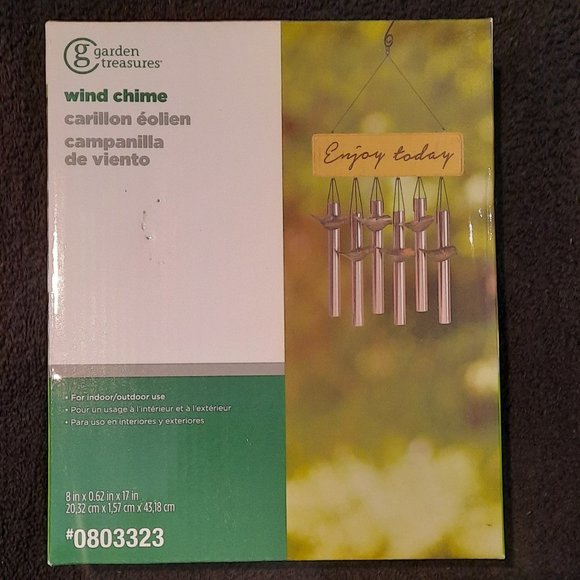 garden
treasures®
wind chime
carillon éolien
campanilla
de viento
Enjoy today
• For indoor/outdoor use
• Pour un usage à l'intérieur et à l'extérieur
• Para uso en interiores y exteriores
8 in x 0.62 in x 17 in
20,32 cm x 1,57 cm x 43,18 cm
#0803323